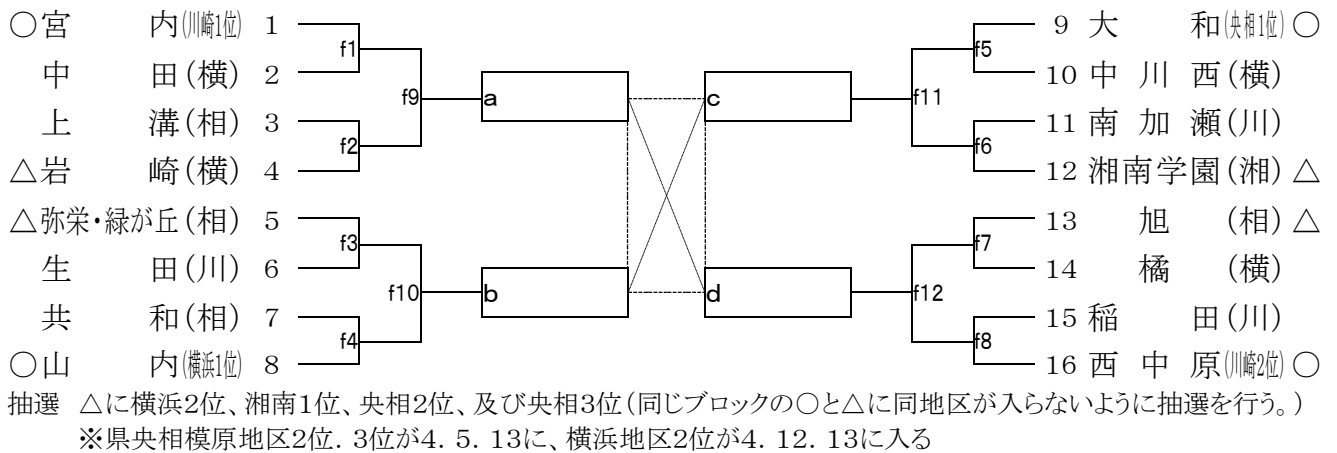 ○宮 内(川崎1位) 1
中 田(横) 2
上 溝(相) 3
△岩 崎(横) 4
△弥栄・緑が丘(相) 5
生 田(川) 6
共 和(相) 7
○山 内(横浜1位) 8
f1
f2
f3
f4
f9
f10
a
b
c
d
f11
f12
f5
f6
f7
f8
9 大 和(央相1位)○
10 中 川 西(横)
11 南 加 瀬(川)
12 湘南学園(湘)△
13 旭 (相)△
14 橘 (横)
15 稲 田(川)
16 西 中 原(川崎2位)○
抽選 △に横浜2位、湘南1位、央相2位、及び央相3位(同じブロックの○と△に同地区が入らないように抽選を行う。)
※県央相模原地区2位. 3位が4. 5. 13に、横浜地区2位が4. 12. 13に入る